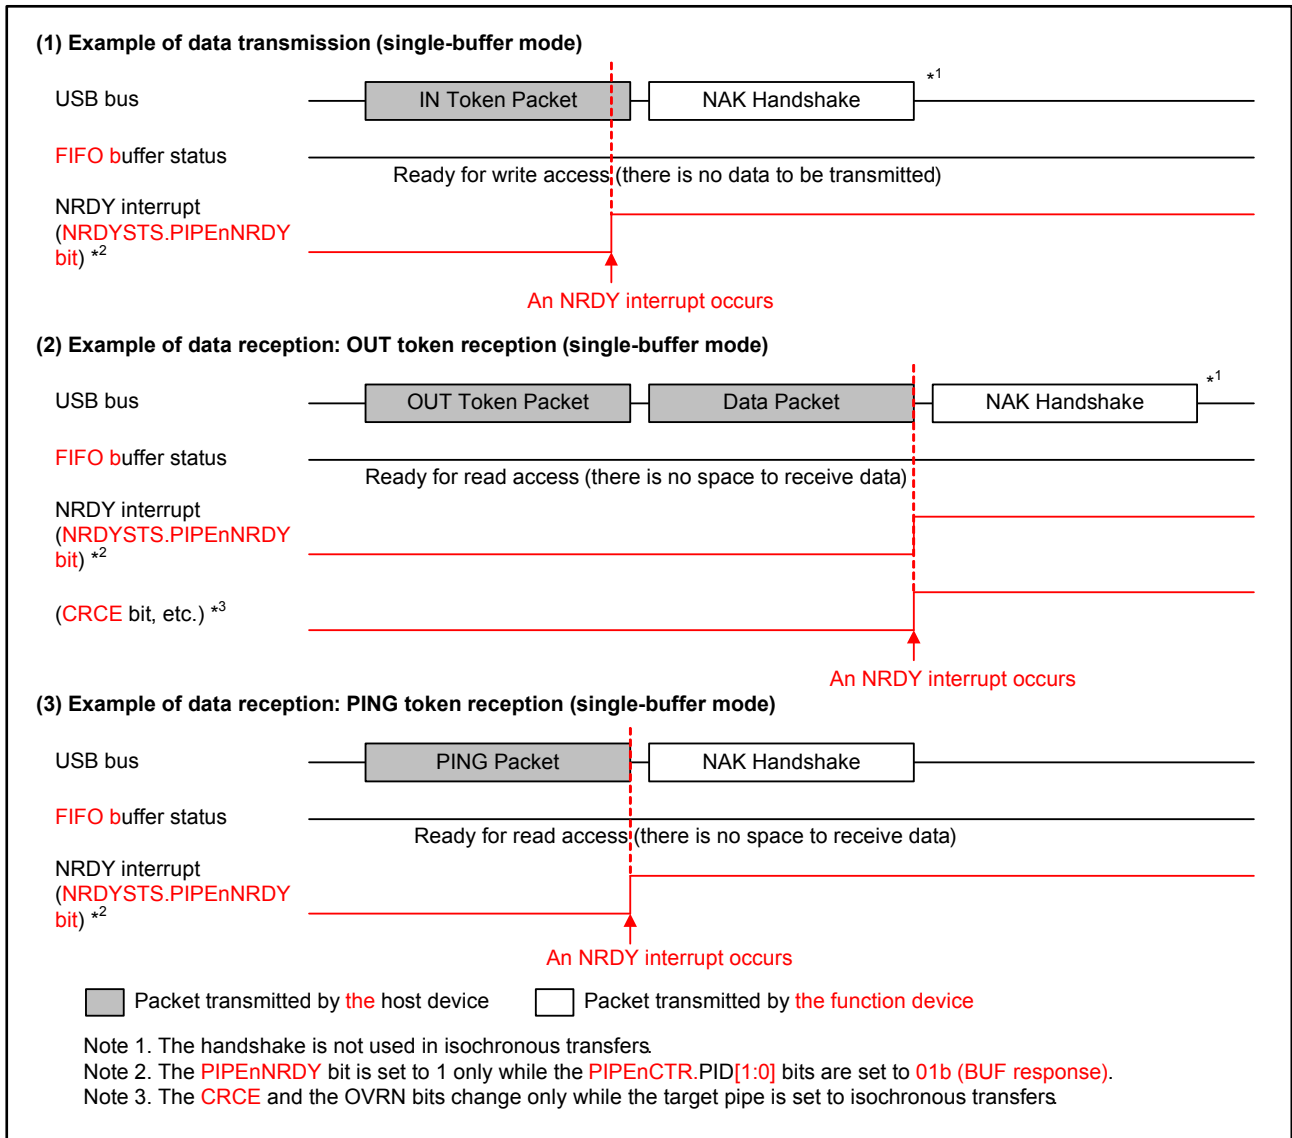 (1) Example of data transmission (single-buffer mode)
USB bus
IN Token Packet
NAK Handshake
*1
FIFO buffer status
Ready for write access (there is no data to be transmitted)
NRDY interrupt
(NRDYSTS.PIPEnNRDY
bit) *2
An NRDY interrupt occurs
(2) Example of data reception: OUT token reception (single-buffer mode)
USB bus
OUT Token Packet
Data Packet
NAK Handshake
*1
FIFO buffer status
Ready for read access (there is no space to receive data)
NRDY interrupt
(NRDYSTS.PIPEnNRDY
bit) *2
(CRCE bit, etc.) *3
An NRDY interrupt occurs
(3) Example of data reception: PING token reception (single-buffer mode)
USB bus
PING Packet
NAK Handshake
FIFO buffer status
Ready for read access (there is no space to receive data)
NRDY interrupt
(NRDYSTS.PIPEnNRDY
bit) *2
An NRDY interrupt occurs
Packet transmitted by the host device
Packet transmitted by the function device
Note 1. The handshake is not used in isochronous transfers.
Note 2. The PIPEnNRDY bit is set to 1 only while the PIPEnCTR.PID[1:0] bits are set to 01b (BUF response).
Note 3. The CRCE and the OVRN bits change only while the target pipe is set to isochronous transfers.